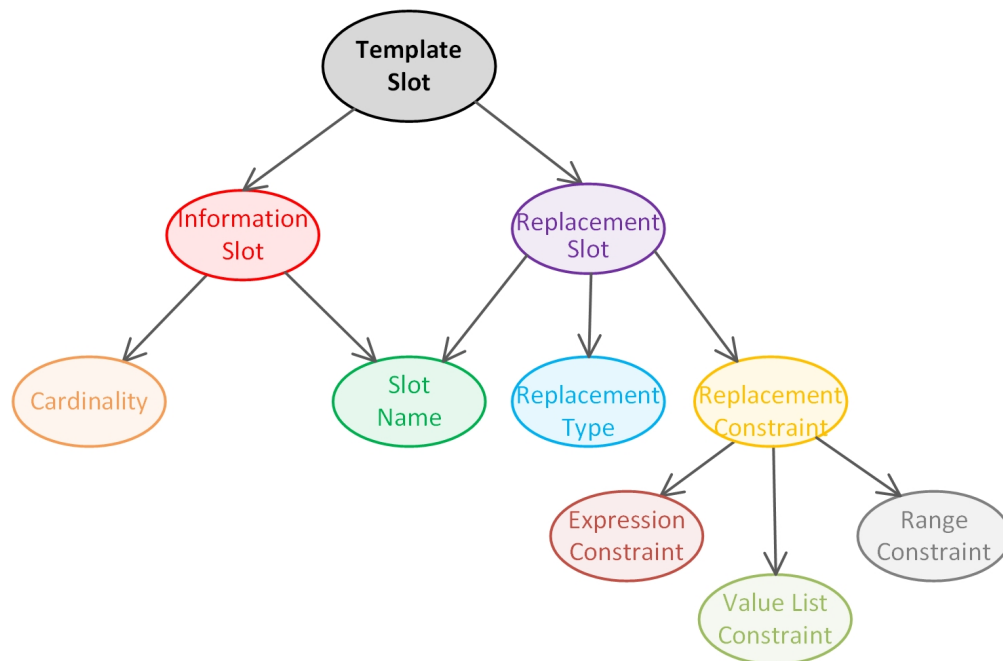 Template
Slot
Information
Slot
Replacement
Slot
Cardinality
Slot
Name
Replacement
Type
Replacement
Constraint
Expression
Constraint
Range
Constraint
Value List
Constraint